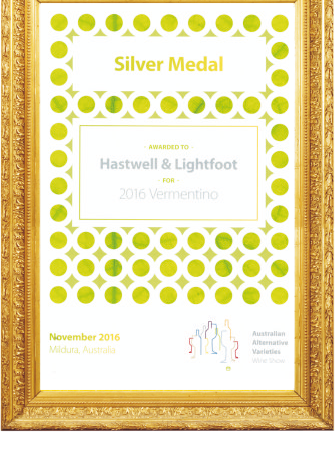 Silver Medal
- AWARDED TO -
Hastwell & Lightfoot
- FOR -
2016 Vermentino
November 2016
Mildura, Australia
Australian
Alternative
Varieties
Wine Show